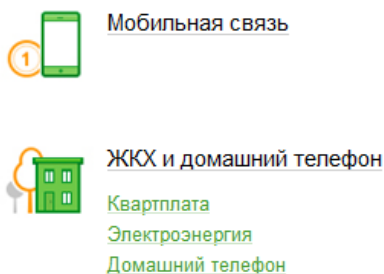 Мобильная связь
1
ЖКХ и домашний телефон
Квартплата
Электроэнергия
Домашний телефон